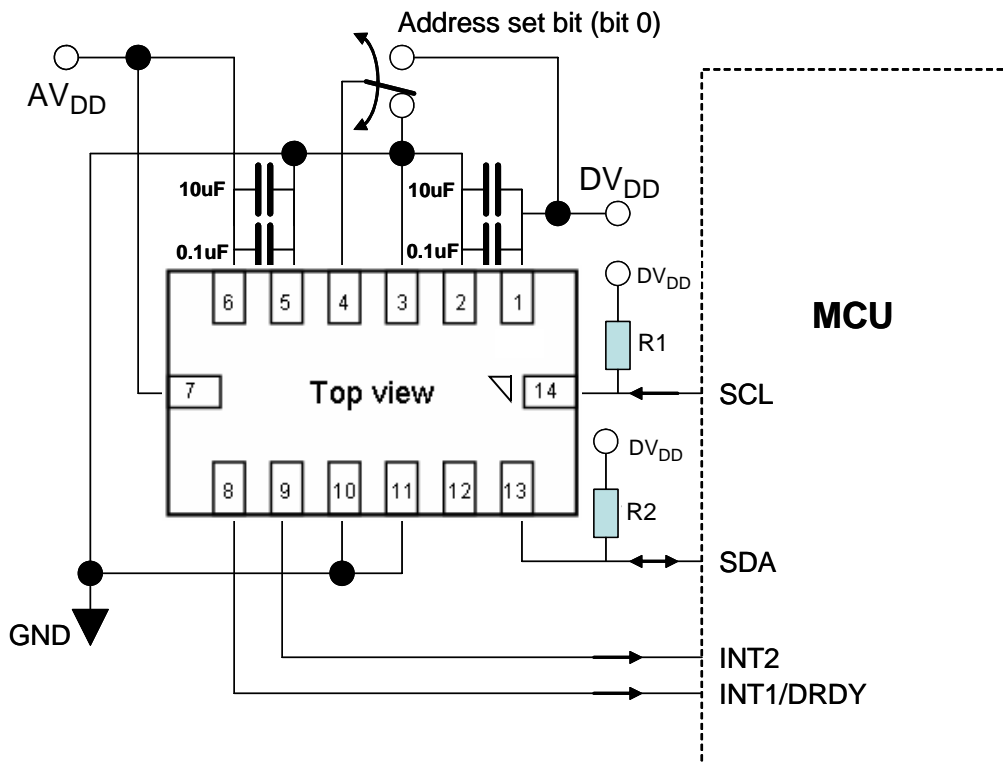 Address set bit (bit 0)
AVDD
10uF
10uF
DVDD
0.1uF
0.1uF
6
5
4
3
2
1
DVDD
R1
MCU
7
Top view
14
SCL
DVDD
8
9
10
11
12
13
R2
SDA
GND
INT2
INT1/DRDY